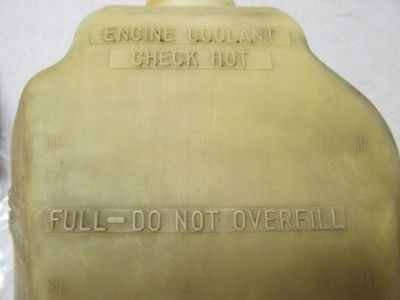 ENGINE COOLANT
CHECK HOT
FULL-DO NOT OVERFILL